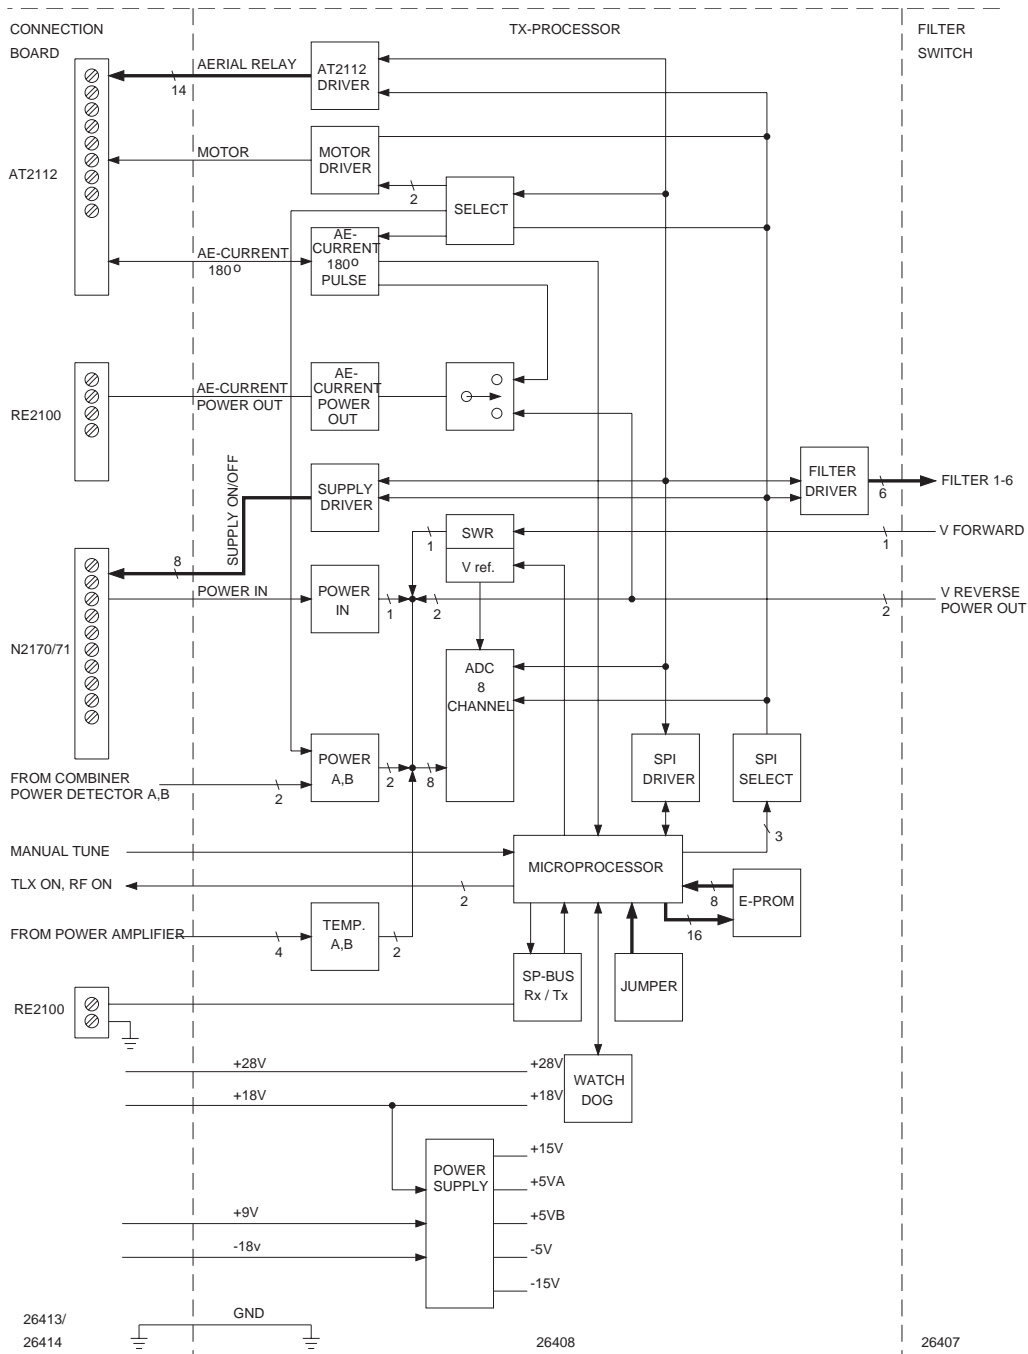 CONNECTION
BOARD
TX-PROCESSOR
FILTER
SWITCH
AERIAL RELAY
14
AT2112
DRIVER
AT2112
MOTOR
MOTOR
DRIVER
2
SELECT
AE-CURRENT
180°
AE-
CURRENT
180°
PULSE
RE2100
AE-CURRENT
POWER OUT
AE-
CURRENT
POWER
OUT
SUPPLY ON/OFF
8
SUPPLY
DRIVER
FILTER
DRIVER
6
FILTER 1-6
SWR
1
1
V FORWARD
V ref.
POWER IN
POWER
IN
1
2
2
V REVERSE
POWER OUT
N2170/71
ADC
8
CHANNEL
POWER
A,B
2
8
SPI
DRIVER
SPI
SELECT
FROM COMBINER
POWER DETECTOR A,B
2
3
MANUAL TUNE
MICROPROCESSOR
TLX ON, RF ON
2
8
E-PROM
16
FROM POWER AMPLIFIER
4
TEMP.
A,B
2
SP-BUS
Rx / Tx
JUMPER
RE2100
+28V
+28V
WATCH
DOG
+18V
+18V
POWER
SUPPLY
+15V
+5VA
+9V
+5VB
-18v
-5V
-15V
GND
26413/
26414
26408
26407